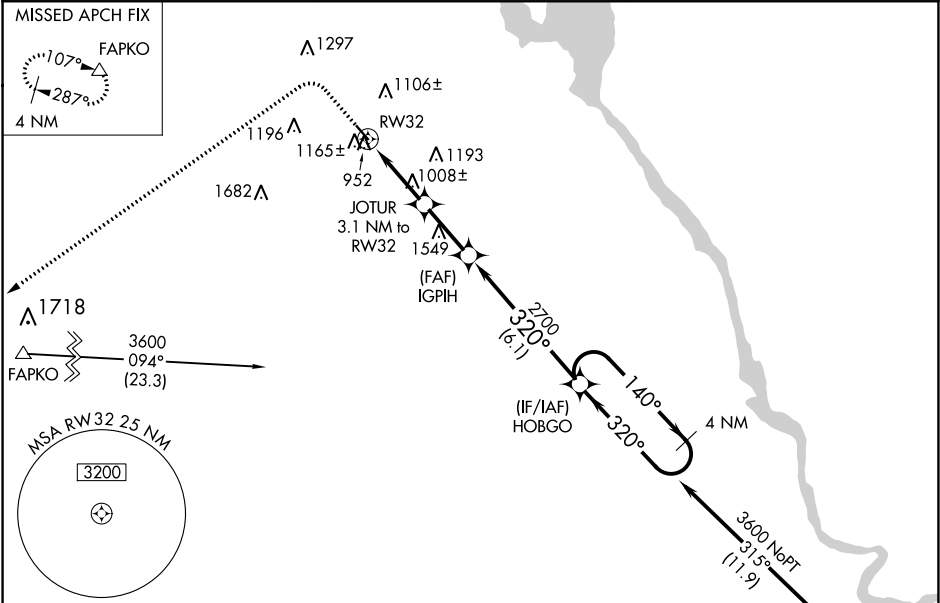 MISSED APCH FIX
FAPKO
107°
287°
4 NM
1297
1106±
RW32
1196
1165±
952
1193
1008±
1682
JOTUR
3.1 NM to
RW32
1549
(FAF)
IGPIH
1718
3600
094°
(23.3)
FAPKO
2700
320°
(6.1)
(IF/IAF)
HOBGO
140°
320°
4 NM
MSA RW32 25 NM
3200
3600 NoPT
315°
(11.9)